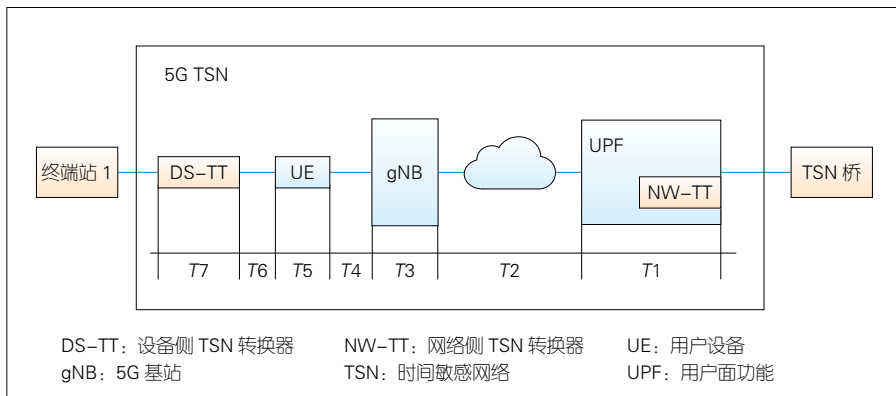 5G TSN
终端站 1
DS-TT
UE
gNB
UPF
NW-TT
TSN 桥
T7
T6
T5
T4
T3
T2
T1
DS-TT：设备侧 TSN 转换器 NW-TT：网络侧 TSN 转换器 UE：用户设备
gNB：5G 基站 TSN：时间敏感网络 UPF：用户面功能